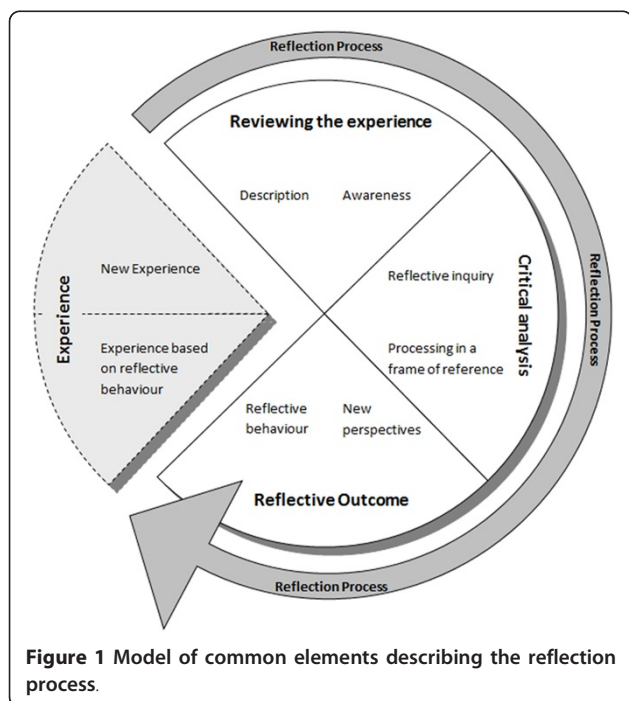 Reflection Process
Reviewing the experience
Description
Awareness
Reflective inquiry
Critical analysis
Processing in a
frame of reference
Reflection Process
New
perspectives
Reflective
behaviour
Reflective Outcome
Reflection Process
Experience
New Experience
Experience based
on reflective
behaviour
Figure 1 Model of common elements describing the reflection
process.